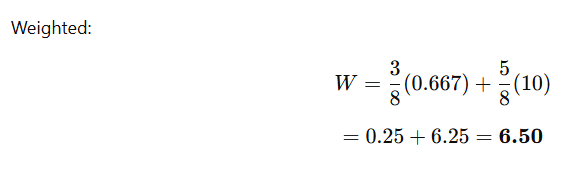 Weighted:
W = 3/8(0.667) + 5/8(10)
= 0.25 + 6.25 = 6.50